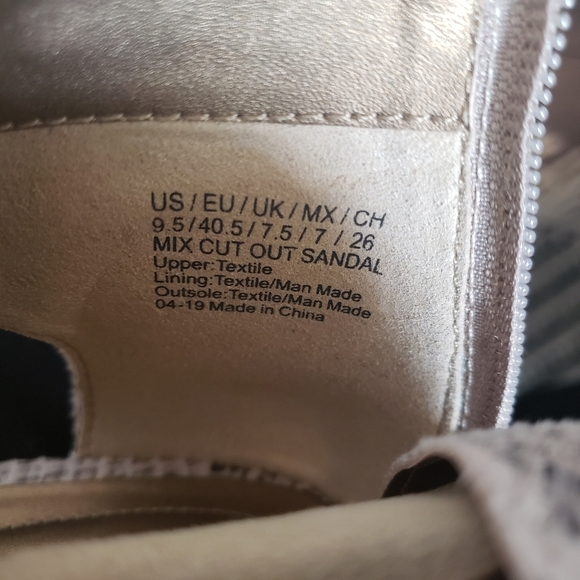 US / EU / UK / MX / CH
9.5 / 40.5 / 7.5 / 7 / 26
MIX CUT OUT SANDAL
Upper: Textile
Lining: Textile/Man Made
Outsole: Textile/Man Made
04-19 Made in China